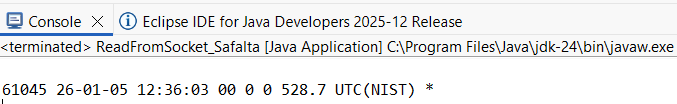 Console Eclipse IDE for Java Developers 2025-12 Release
<terminated> ReadFromSocket_Safalta [Java Application] C:\Program Files\Java\jdk-24\bin\javaw.exe
61045 26-01-05 12:36:03 00 0 0 528.7 UTC(NIST) *